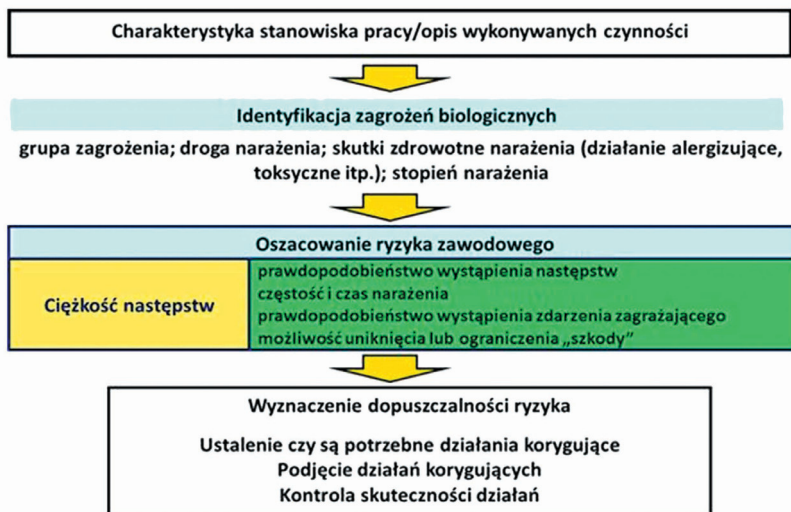 Charakterystyka stanowiska pracy/opis wykonywanych czynności
Identyfikacja zagrożeń biologicznych
grupa zagrożenia; droga narażenia; skutki zdrowotne narażenia (działanie alergizujące,
toksyczne itp.); stopień narażenia
Oszacowanie ryzyka zawodowego
Ciężkość następstw
prawdopodobieństwo wystąpienia następstw
częstość i czas narażenia
prawdopodobieństwo wystąpienia zdarzenia zagrażającego
możliwość uniknięcia lub ograniczenia „szkody”
Wyznaczenie dopuszczalności ryzyka
Ustalenie czy są potrzebne działania korygujące
Podjęcie działań korygujących
Kontrola skuteczności działań